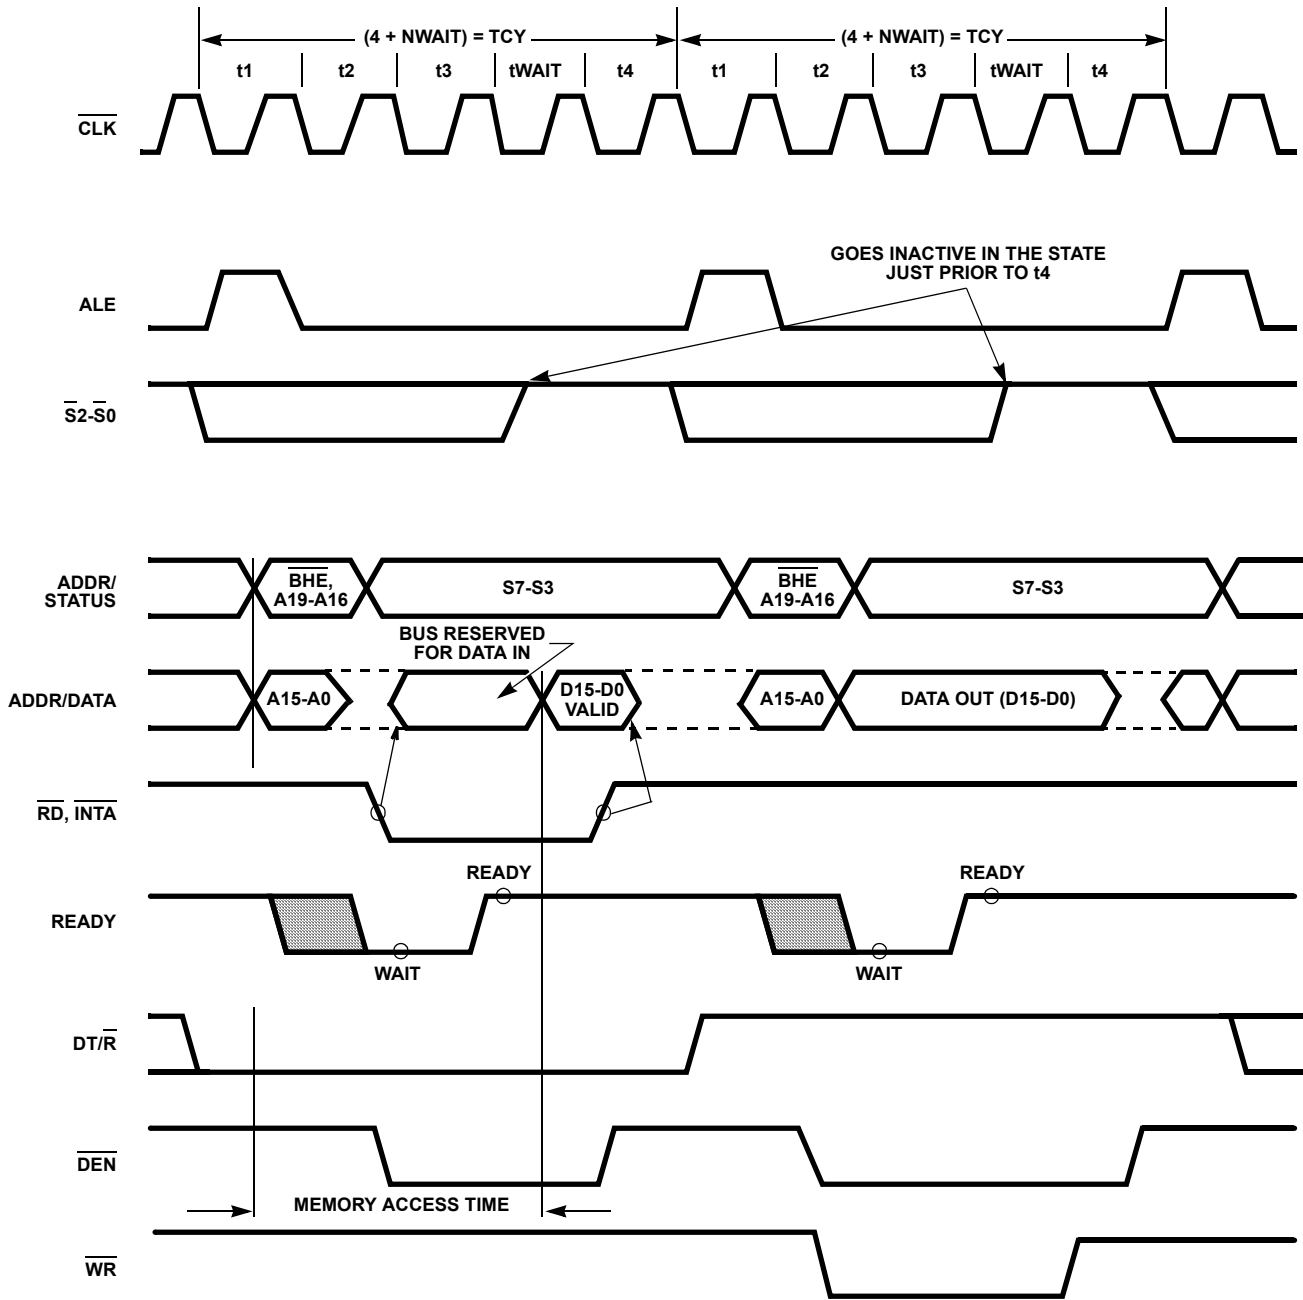 (4 + NWAIT) = TCY
(4 + NWAIT) = TCY
t1 t2 t3 tWAIT t4 t1 t2 t3 tWAIT t4
CLK
GOES INACTIVE IN THE STATE
JUST PRIOR TO t4
ALE
S2-S0
ADDR/
STATUS
BHE,
A19-A16
S7-S3
BHE
A19-A16
S7-S3
BUS RESERVED
FOR DATA IN
ADDR/DATA
A15-A0
D15-D0
VALID
A15-A0
DATA OUT (D15-D0)
RD, INTA
READY
READY
READY
WAIT
WAIT
DT/R
DEN
MEMORY ACCESS TIME
WR